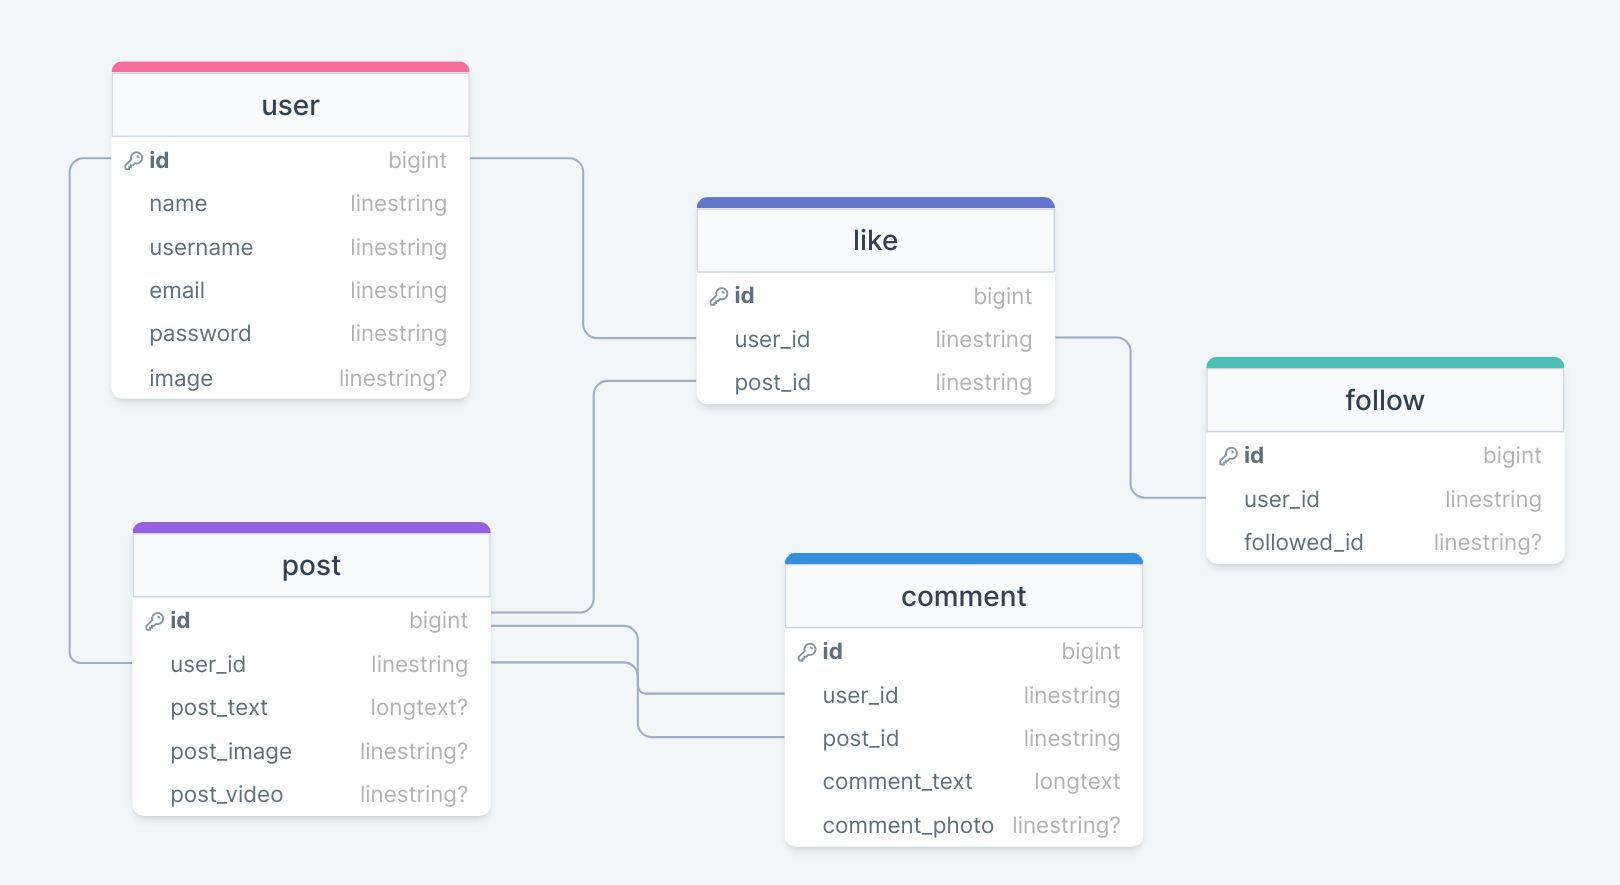 user
id bigint
name linestring
username linestring
email linestring
password linestring
image linestring?
like
id bigint
user_id linestring
post_id linestring
follow
id bigint
user_id linestring
followed_id linestring?
post
id bigint
user_id linestring
post_text longtext?
post_image linestring?
post_video linestring?
comment
id bigint
user_id linestring
post_id linestring
comment_text longtext
comment_photo linestring?